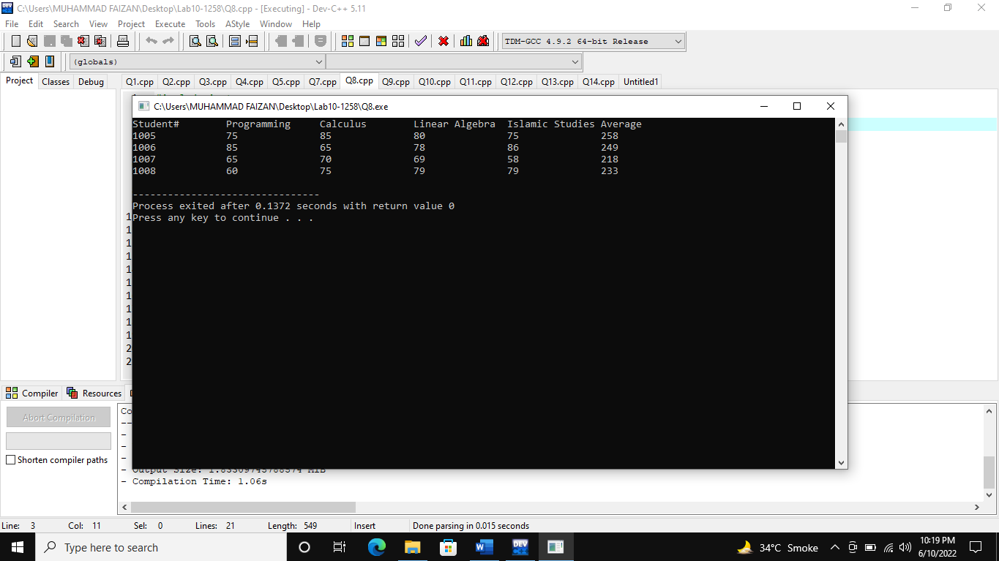 C:\Users\MUHAMMAD FAIZAN\Desktop\Lab10-1258\Q8.cpp - [Executing] - Dev-C++ 5.11
File Edit Search View Project Execute Tools AStyle Window Help
TDM-GCC 4.9.2 64-bit Release
(globals)
Project Classes Debug Q1.cpp Q2.cpp Q3.cpp Q4.cpp Q5.cpp Q7.cpp Q8.cpp Q9.cpp Q10.cpp Q11.cpp Q12.cpp Q13.cpp Q14.cpp Untitled1
C:\Users\MUHAMMAD FAIZAN\Desktop\Lab10-1258\Q8.exe
Student# Programming Calculus Linear Algebra Islamic Studies Average
1005 75 85 80 75 258
1006 85 65 78 86 249
1007 65 70 69 58 218
1008 60 75 79 79 233
--------------------------------
Process exited after 0.1372 seconds with return value 0
Press any key to continue . . .
Compiler Resources
Abort Compilation
Shorten compiler paths
- Output Size: 1.83309745788574 MiB
- Compilation Time: 1.06s
Line: 3 Col: 11 Sel: 0 Lines: 21 Length: 549 Insert Done parsing in 0.015 seconds
Type here to search
DEV
34°C Smoke
10:19 PM
6/10/2022